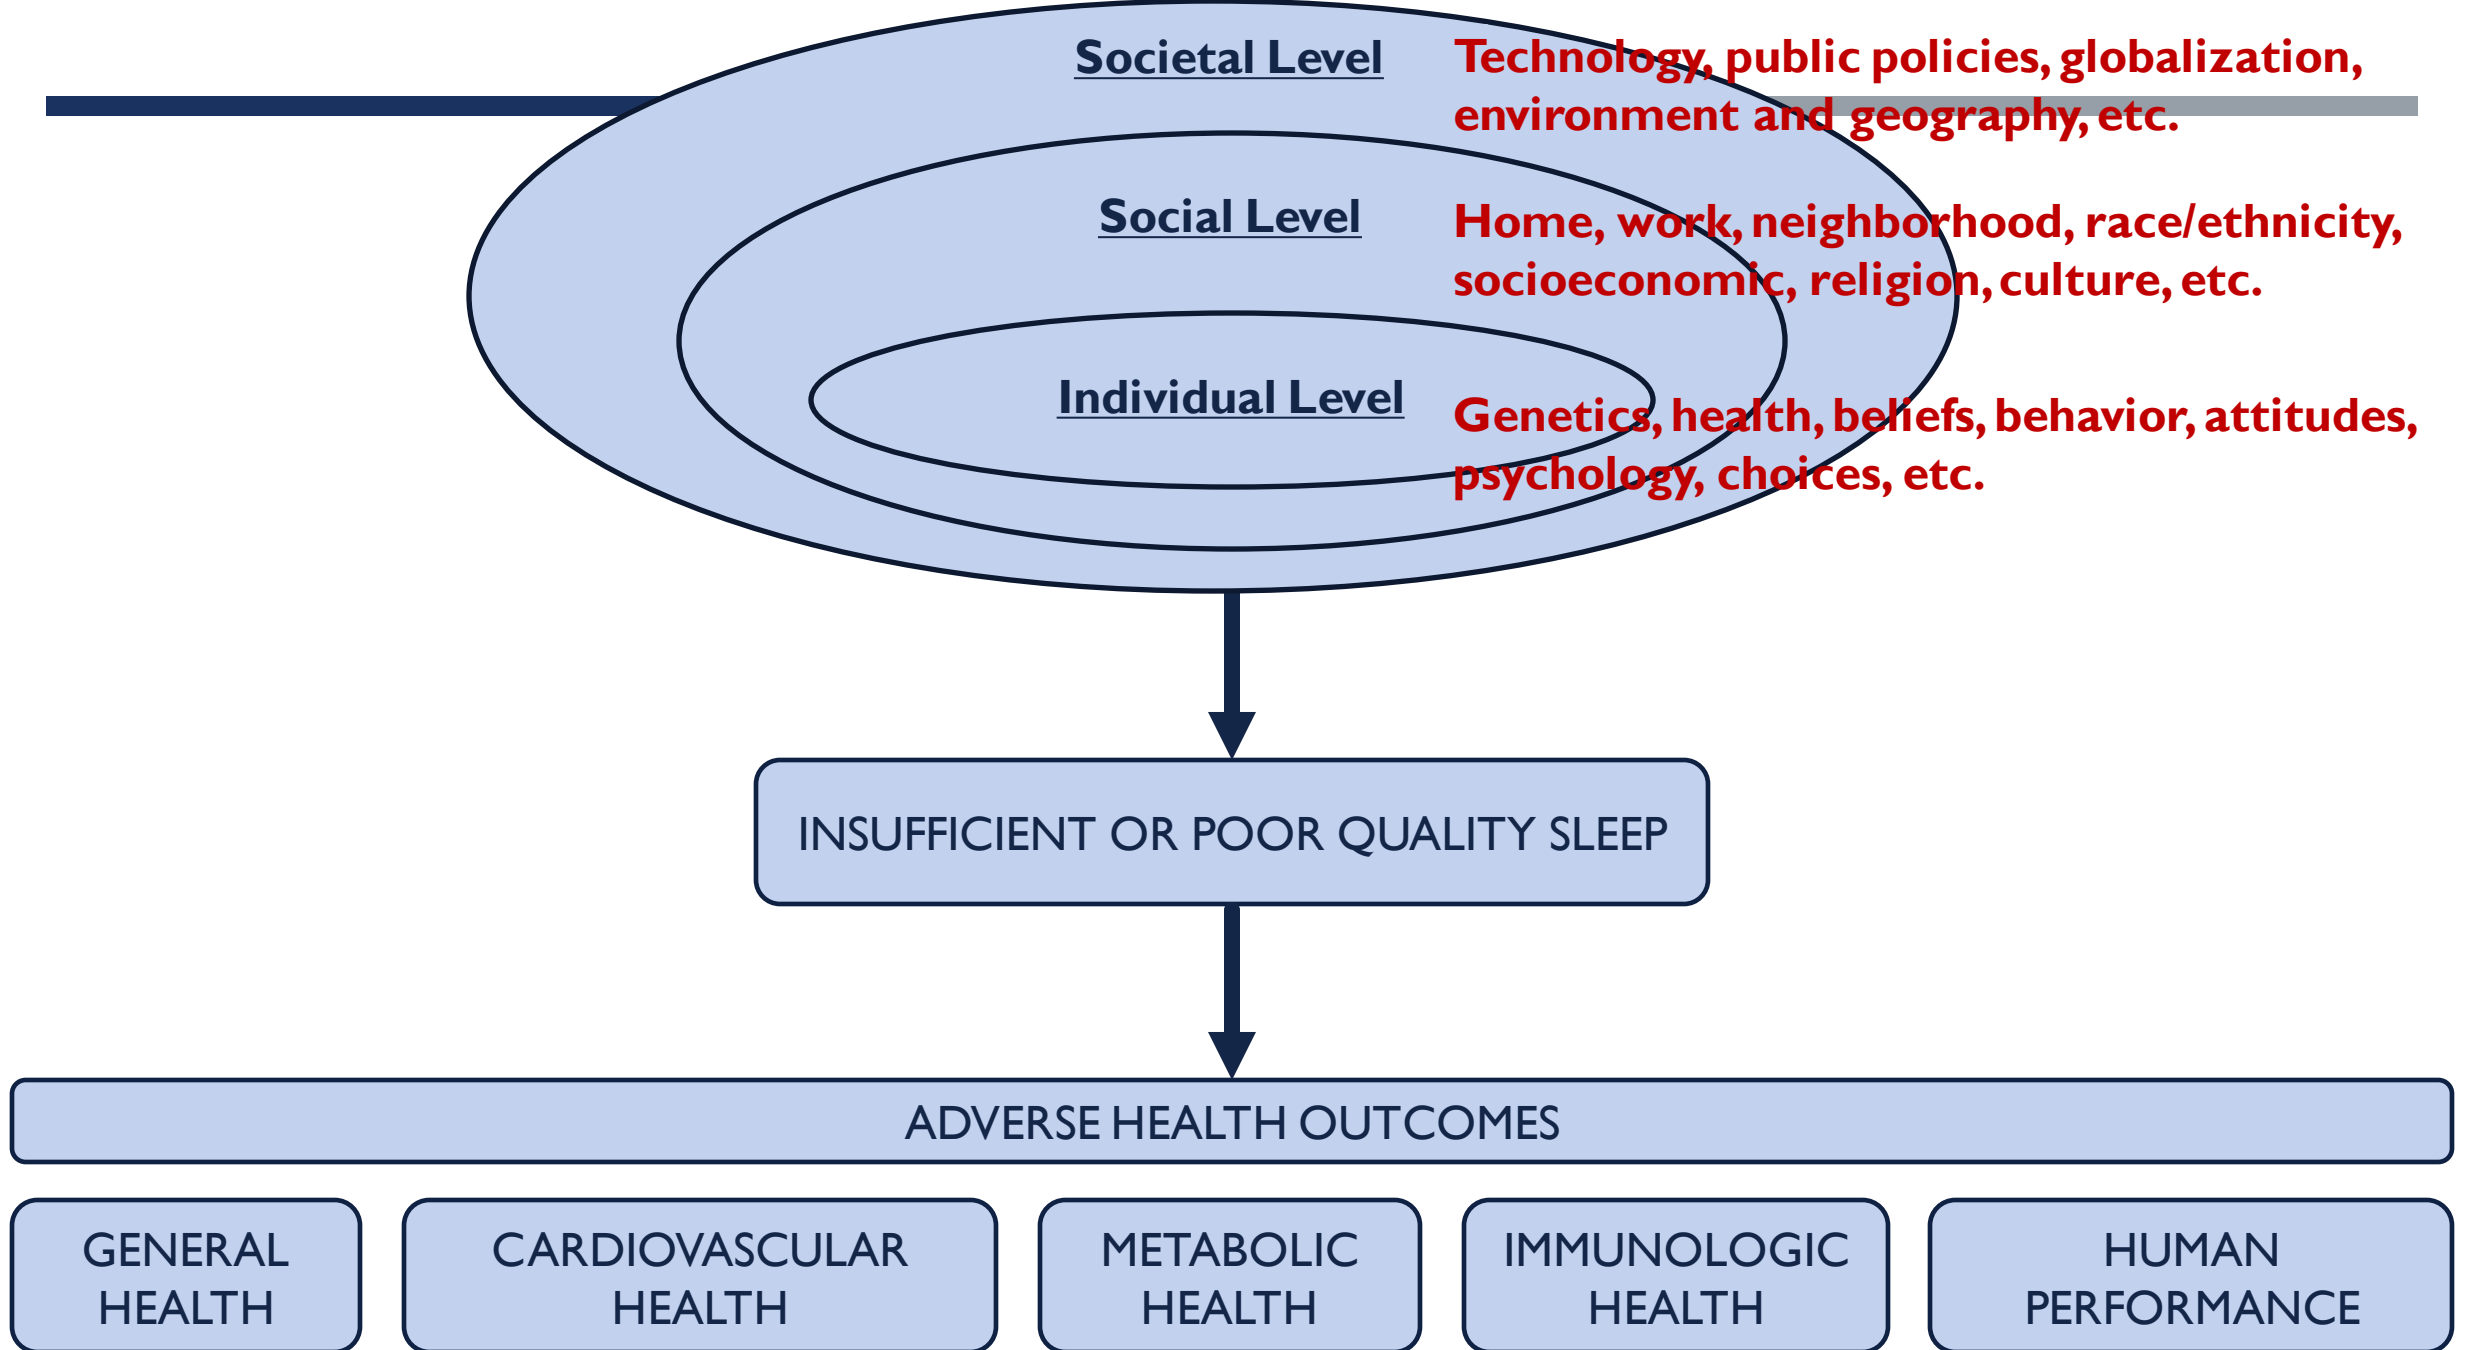 Societal Level
Technology, public policies, globalization,
environment and geography, etc.
Social Level
Home, work, neighborhood, race/ethnicity,
socioeconomic, religion, culture, etc.
Individual Level
Genetics, health, beliefs, behavior, attitudes,
psychology, choices, etc.
INSUFFICIENT OR POOR QUALITY SLEEP
ADVERSE HEALTH OUTCOMES
GENERAL
HEALTH
CARDIOVASCULAR
HEALTH
METABOLIC
HEALTH
IMMUNOLOGIC
HEALTH
HUMAN
PERFORMANCE